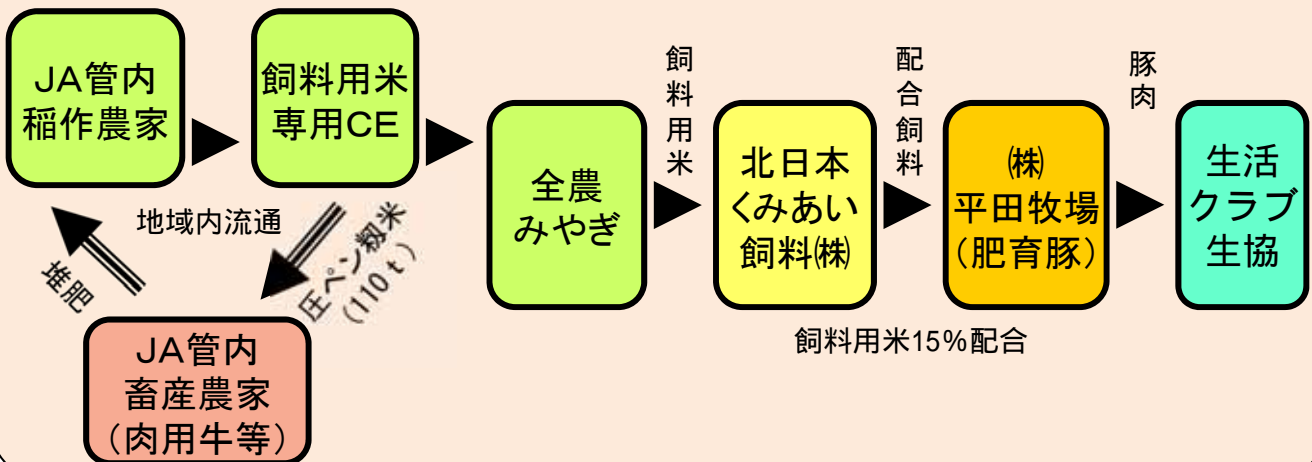 JA管内
稲作農家
飼料用米
専用CE
全農
みやぎ
飼料用米
北日本
くみあい
飼料㈱
配合飼料
㈱
平田牧場
(肥育豚)
豚肉
生活
クラブ
生協
地域内流通
堆肥
圧ペン籾米
(110t)
JA管内
畜産農家
(肉用牛等)
飼料用米15%配合